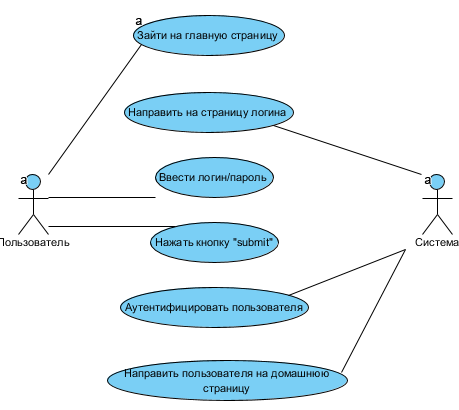 a
Зайти на главную страницу
Направить на страницу логина
Ввести логин/пароль
a
a
Пользователь
Система
Нажать кнопку "submit"
Аутентифицировать пользователя
Направить пользователя на домашнюю
страницу